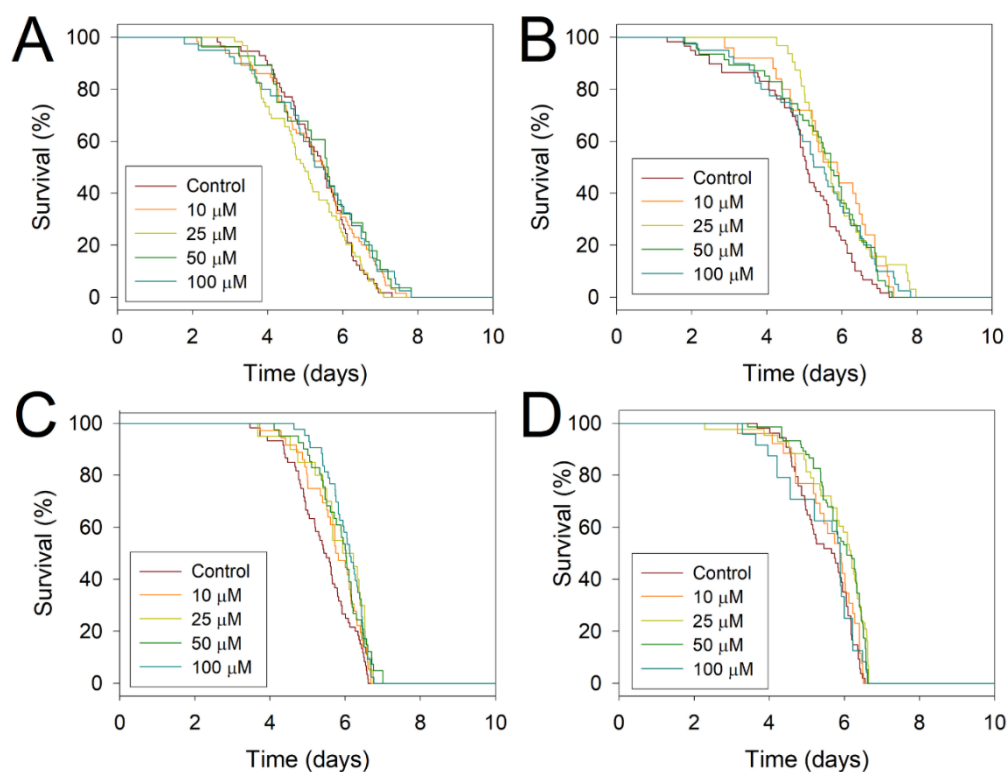 A
100
80
60
40
20
0
Survival (%)
Control
10 μM
25 μM
50 μM
100 μM
0 2 4 6 8 10
Time (days)
B
100
80
60
40
20
0
Survival (%)
Control
10 μM
25 μM
50 μM
100 μM
0 2 4 6 8 10
Time (days)
C
100
80
60
40
20
0
Survival (%)
Control
10 μM
25 μM
50 μM
100 μM
0 2 4 6 8 10
Time (days)
D
100
80
60
40
20
0
Survival (%)
Control
10 μM
25 μM
50 μM
100 μM
0 2 4 6 8 10
Time (days)